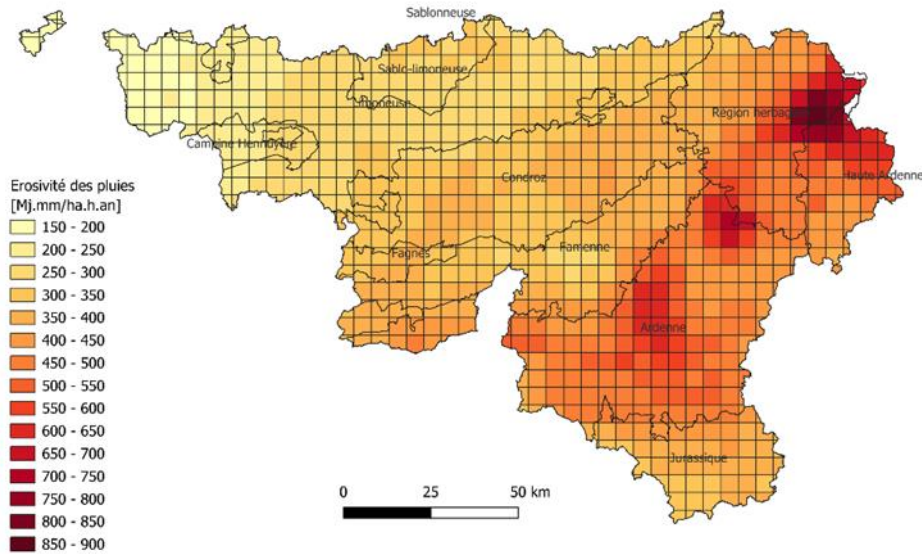 Sablonneuse
Sablo-limoneuse
Limoneuse
Région herbag
Campine Hennuyère
Condroz
Haute Ardenne
Famenne
Fagnes
Ardenne
Jurassique
Erosivité des pluies
[Mj.mm/ha.h.an]
150 - 200
200 - 250
250 - 300
300 - 350
350 - 400
400 - 450
450 - 500
500 - 550
550 - 600
600 - 650
650 - 700
700 - 750
750 - 800
800 - 850
850 - 900
0 25 50 km